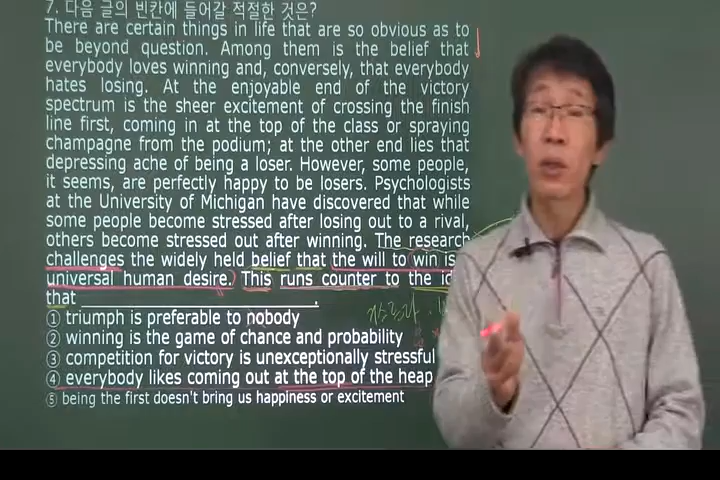 7. 다음 글의 빈칸에 들어갈 적절한 것은?
There are certain things in life that are so obvious as to
be beyond question. Among them is the belief that
everybody loves winning and, conversely, that everybody
hates losing. At the enjoyable end of the victory
spectrum is the sheer excitement of crossing the finish
line first, coming in at the top of the class or spraying
champagne from the podium; at the other end lies that
depressing ache of being a loser. However, some people,
it seems, are perfectly happy to be losers. Psychologists
at the University of Michigan have discovered that while
some people become stressed after losing out to a rival,
others become stressed out after winning. The research
challenges the widely held belief that the will to win is
universal human desire. This runs counter to the
that
① triumph is preferable to nobody
② winning is the game of chance and probability
③ competition for victory is unexceptionally stressful
④ everybody likes coming out at the top of the heap
⑤ being the first doesn't bring us happiness or excitement